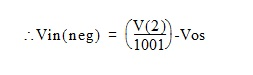 ∴Vin(neg) = (V(2)/1001)-Vos